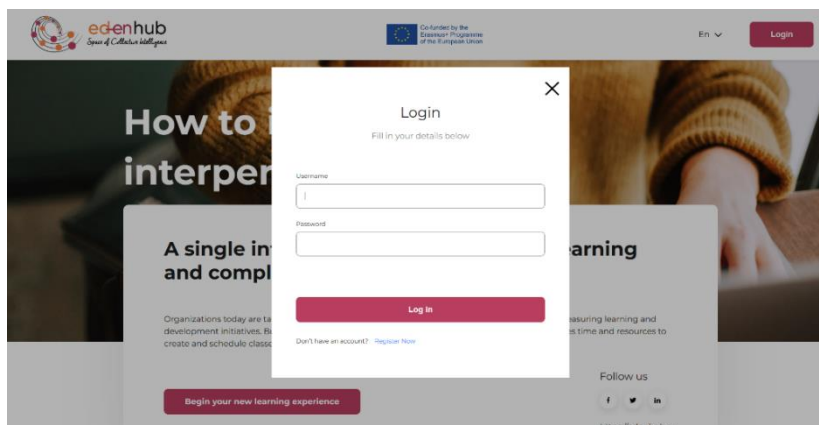 ed-enhub
Space of Collective Intelligence
Co-funded by the
Erasmus+ Programme
of the European Union
En
Login
How to i
interper
Login
Fill in your details below
Username
Password
Log in
Don't have an account? Register Now
A single in
arning
and compl
Organizations today are ta
easuring learning and
development initiatives. B
es time and resources to
create and schedule classe
Begin your new learning experience
Follow us
f
in